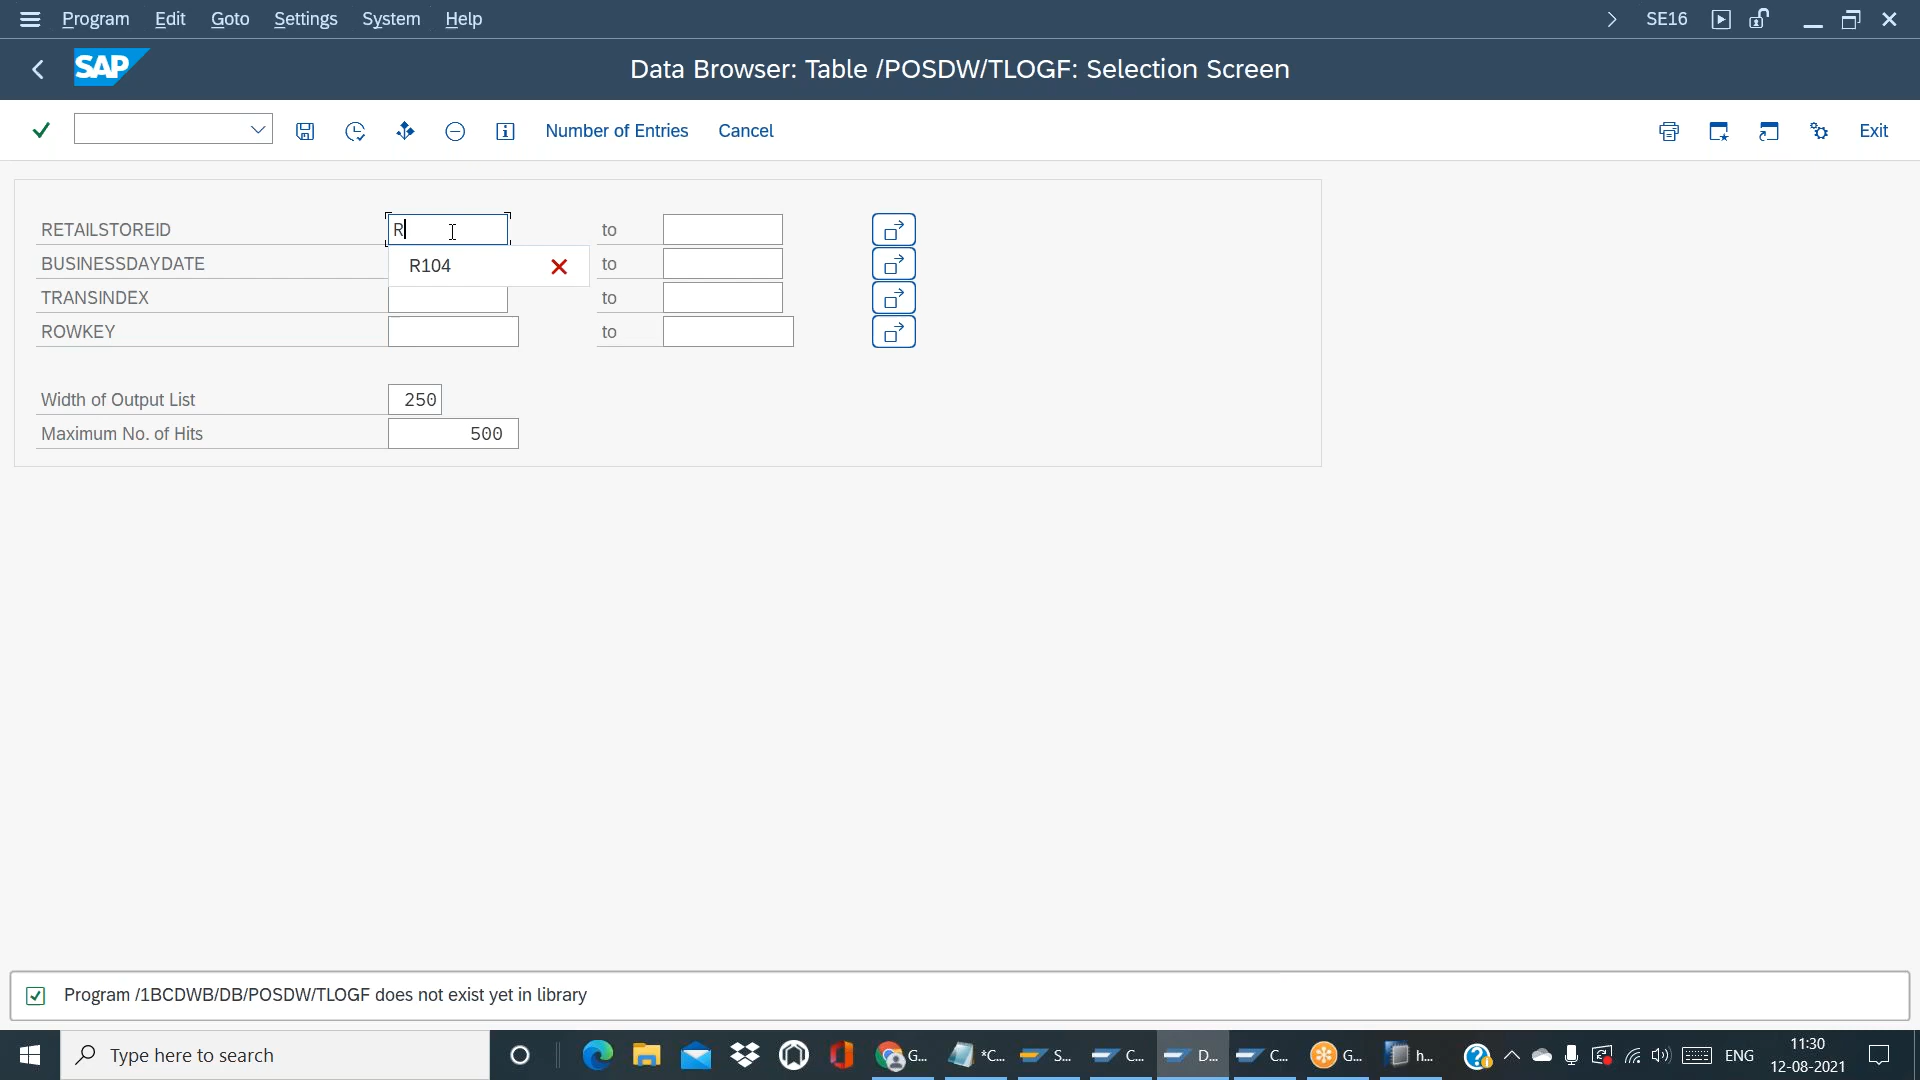 Program Edit Goto Settings System Help SE16
SAP Data Browser: Table /POSDW/TLOGF: Selection Screen
Number of Entries Cancel Exit
RETAILSTOREID R to
BUSINESSDAYDATE R104 to
TRANSINDEX to
ROWKEY to
Width of Output List 250
Maximum No. of Hits 500
Program /1BCDWB/DB/POSDW/TLOGF does not exist yet in library
Type here to search G... *C... S... C... D... C... G... h... ENG
11:30
12-08-2021